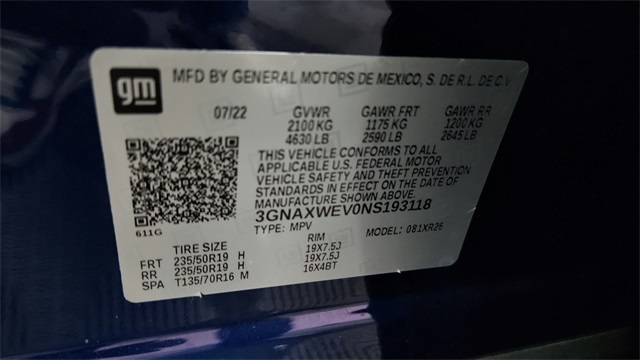 gm
MFD BY GENERAL MOTORS DE MEXICO, S. DE R.L. DE C.V
07/22 GVWR GAWR FRT GAWR RR
2100 KG 1175 KG 1200 KG
4630 LB 2590 LB 2645 LB
THIS VEHICLE CONFORMS TO ALL
APPLICABLE U.S. FEDERAL MOTOR
VEHICLE SAFETY AND THEFT PREVENTION
STANDARDS IN EFFECT ON THE DATE OF
MANUFACTURE SHOWN ABOVE.
3GNAXWEV0NS193118
611G
TYPE: MPV MODEL: 081XR26
TIRE SIZE RIM
FRT 235/50R19 H 19X7.5J
RR 235/50R19 H 19X7.5J
SPA T135/70R16 M 16X4BT